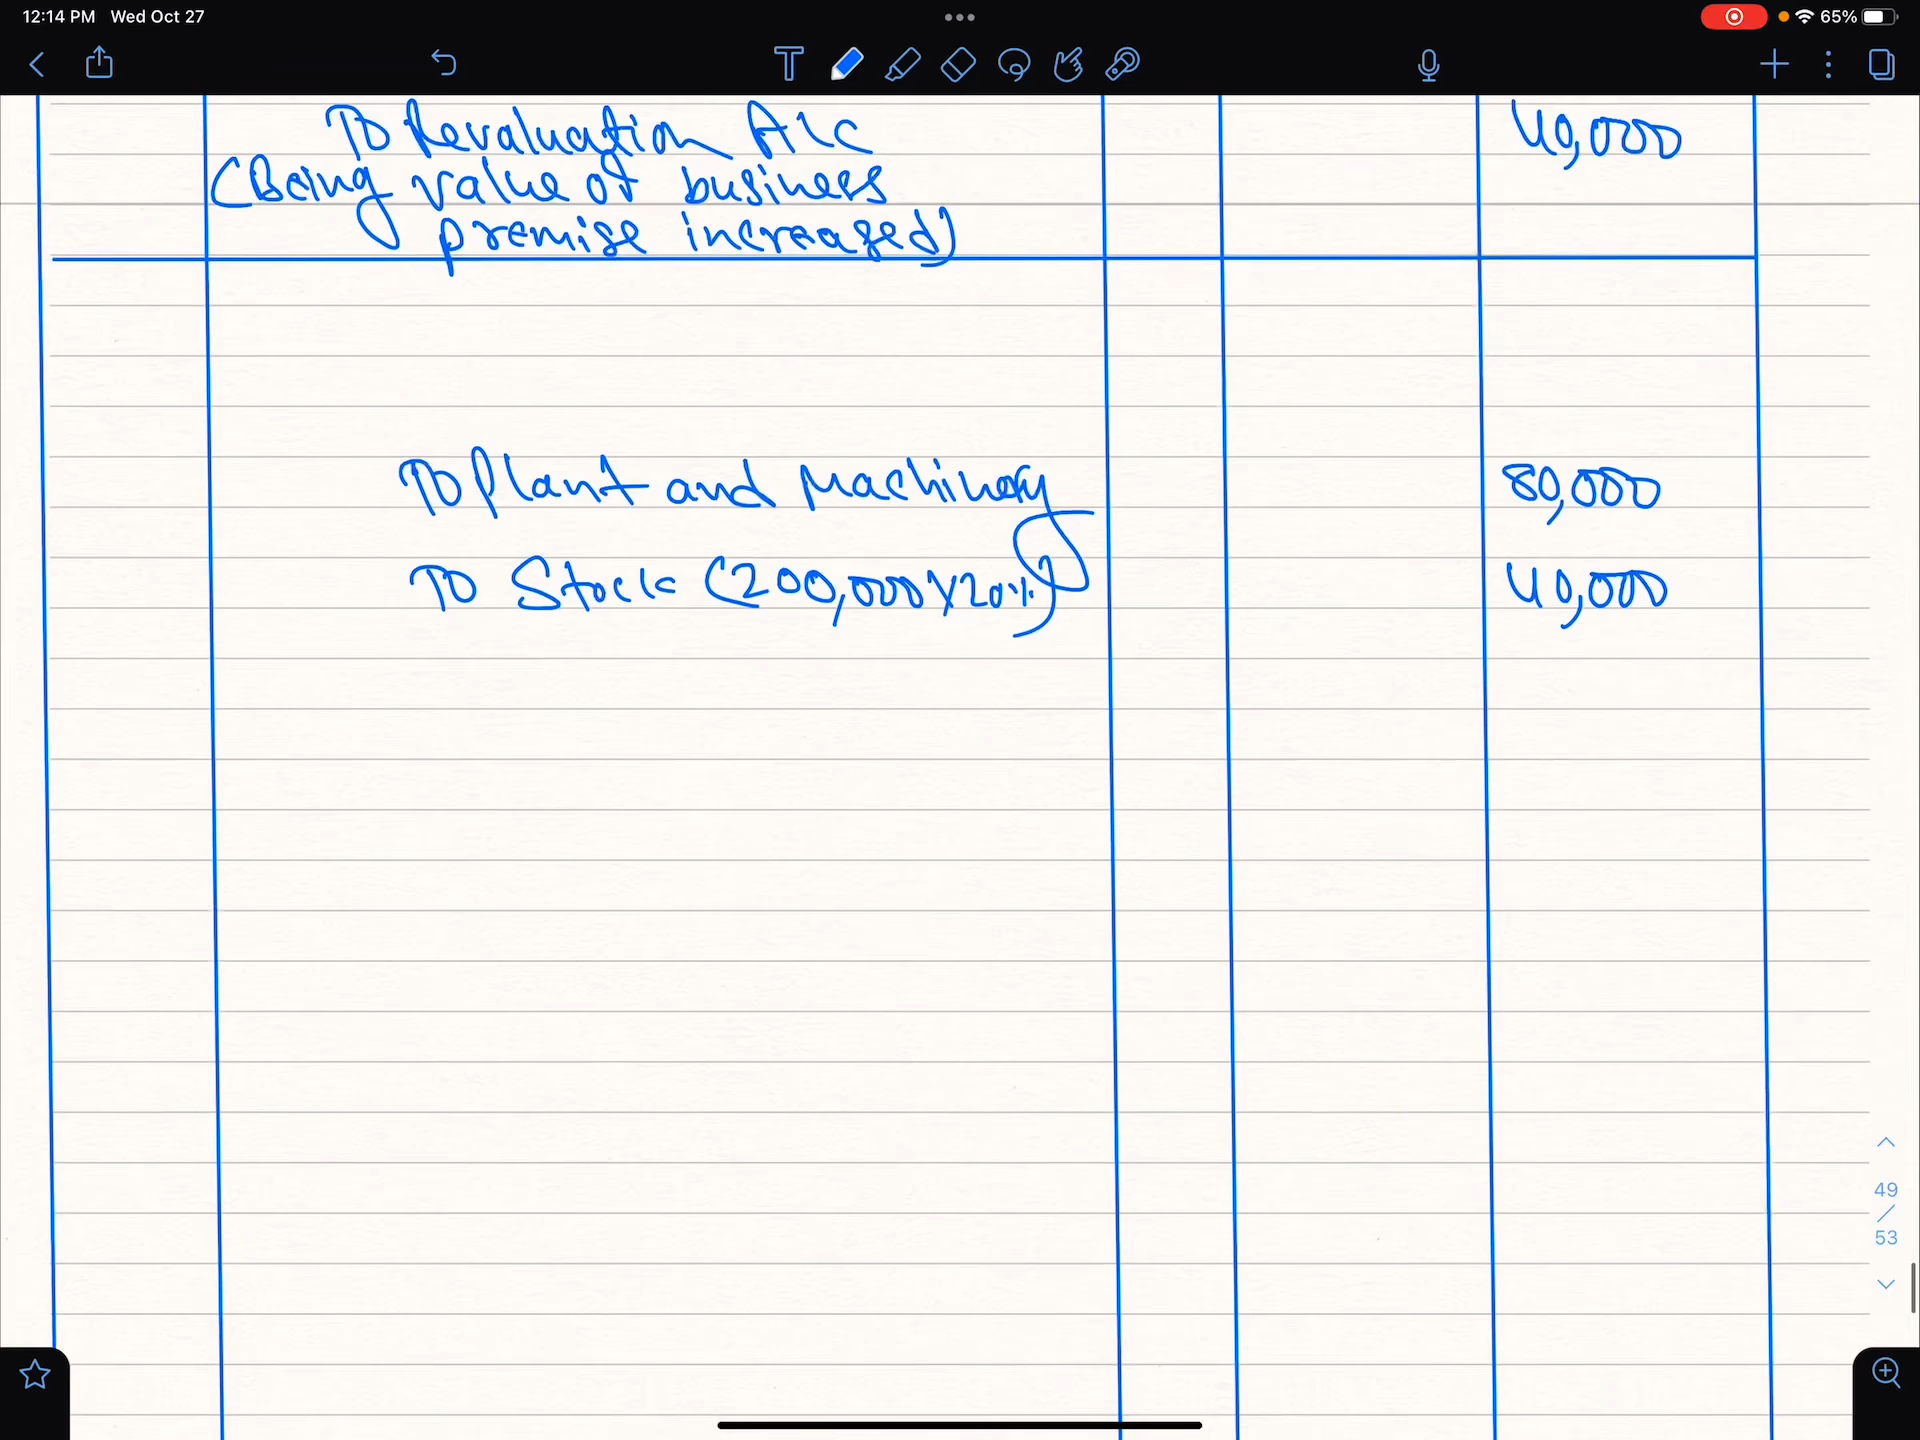 12:14 PM Wed Oct 27
65%
To Revaluation A/c 40,000
(Being value of business
premise increased)
To Plant and Machinery 80,000
To Stock (200,000 X 20%) 40,000
49
/
53